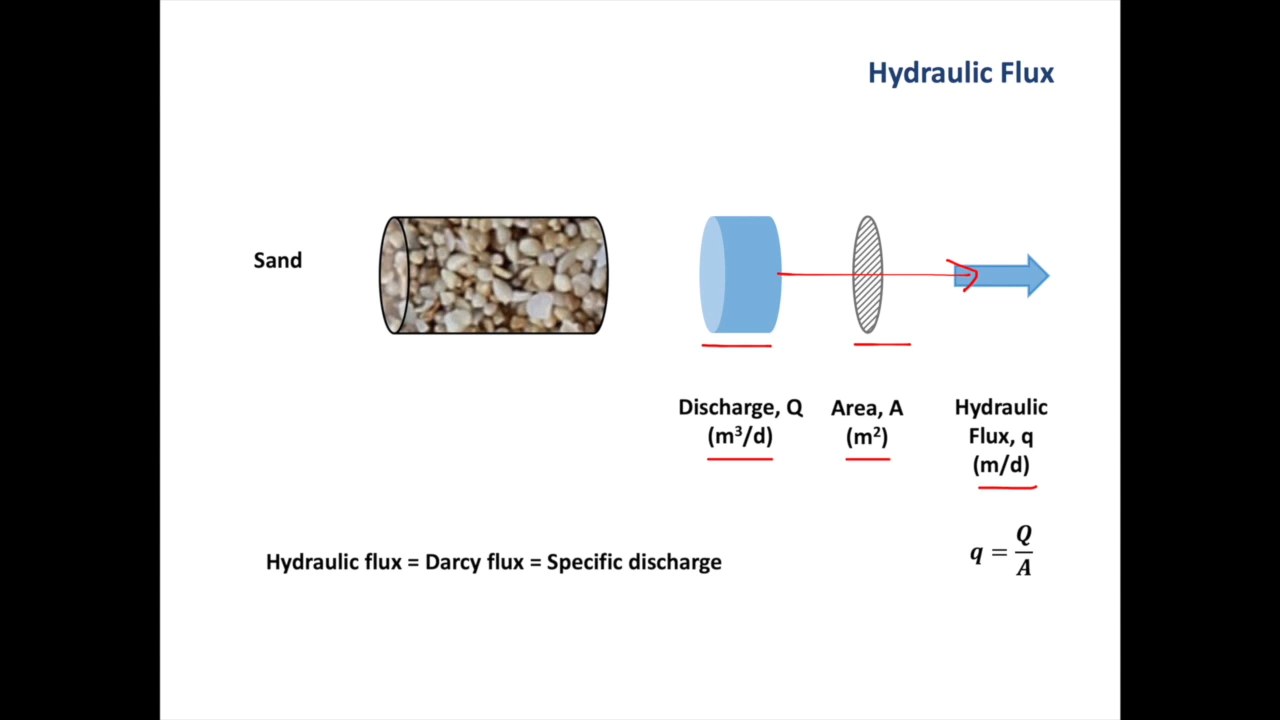 Hydraulic Flux
Sand
Discharge, Q
(m³/d)
Area, A
(m²)
Hydraulic
Flux, q
(m/d)
Hydraulic flux = Darcy flux = Specific discharge
q = Q/A